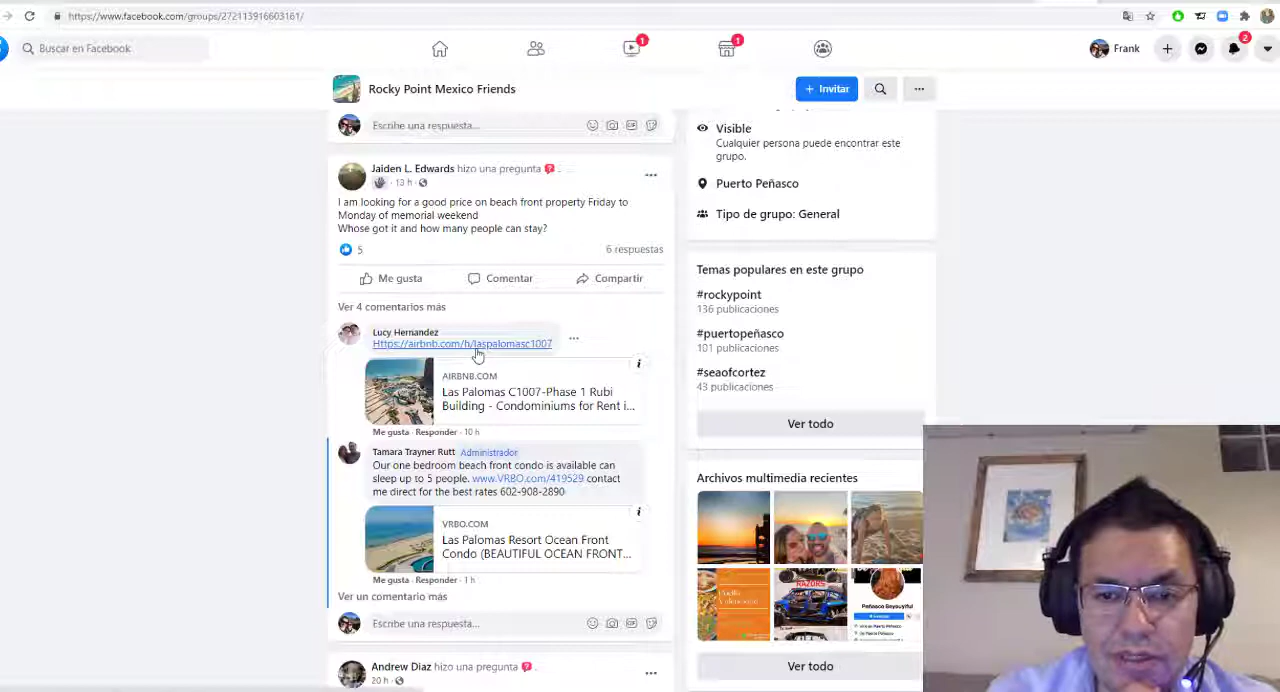 https://www.facebook.com/groups/272113916603161/
Buscar en Facebook
1
1
Frank
2
Rocky Point Mexico Friends
+ Invitar
Escribe una respuesta...
Jaiden L. Edwards hizo una pregunta
· 13 h ·
I am looking for a good price on beach front property Friday to
Monday of memorial weekend
Whose got it and how many people can stay?
5
6 respuestas
Me gusta
Comentar
Compartir
Ver 4 comentarios más
Lucy Hernandez
Https://airbnb.com/h/laspalomasc1007
AIRBNB.COM
Las Palomas C1007-Phase 1 Rubi
Building - Condominiums for Rent i...
Me gusta · Responder · 10 h
Tamara Trayner Rutt Administrador
Our one bedroom beach front condo is available can
sleep up to 5 people. www.VRBO.com/419529 contact
me direct for the best rates 602-908-2890
VRBO.COM
Las Palomas Resort Ocean Front
Condo (BEAUTIFUL OCEAN FRONT...
Me gusta · Responder · 1 h
Ver un comentario más
Escribe una respuesta...
Andrew Diaz hizo una pregunta
20 h ·
Visible
Cualquier persona puede encontrar este
grupo.
Puerto Peñasco
Tipo de grupo: General
Temas populares en este grupo
#rockypoint
136 publicaciones
#puertopeñasco
101 publicaciones
#seaofcortez
43 publicaciones
Ver todo
Archivos multimedia recientes
RAZORS
Ver todo